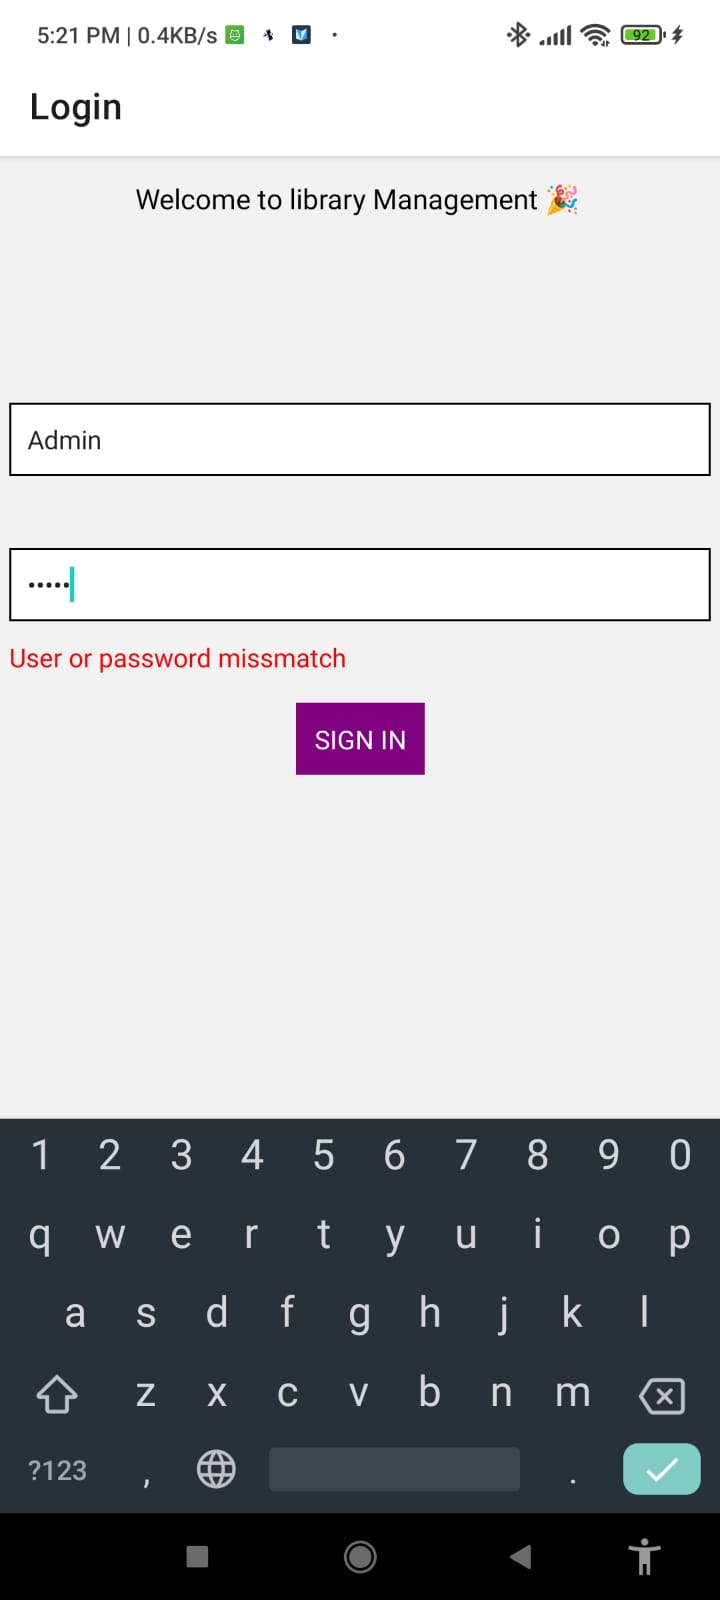 5:21 PM | 0.4KB/s
92
Login
Welcome to library Management 🎉
Admin
•••••
User or password missmatch
SIGN IN
1 2 3 4 5 6 7 8 9 0
q w e r t y u i o p
a s d f g h j k l
z x c v b n m
?123 , .